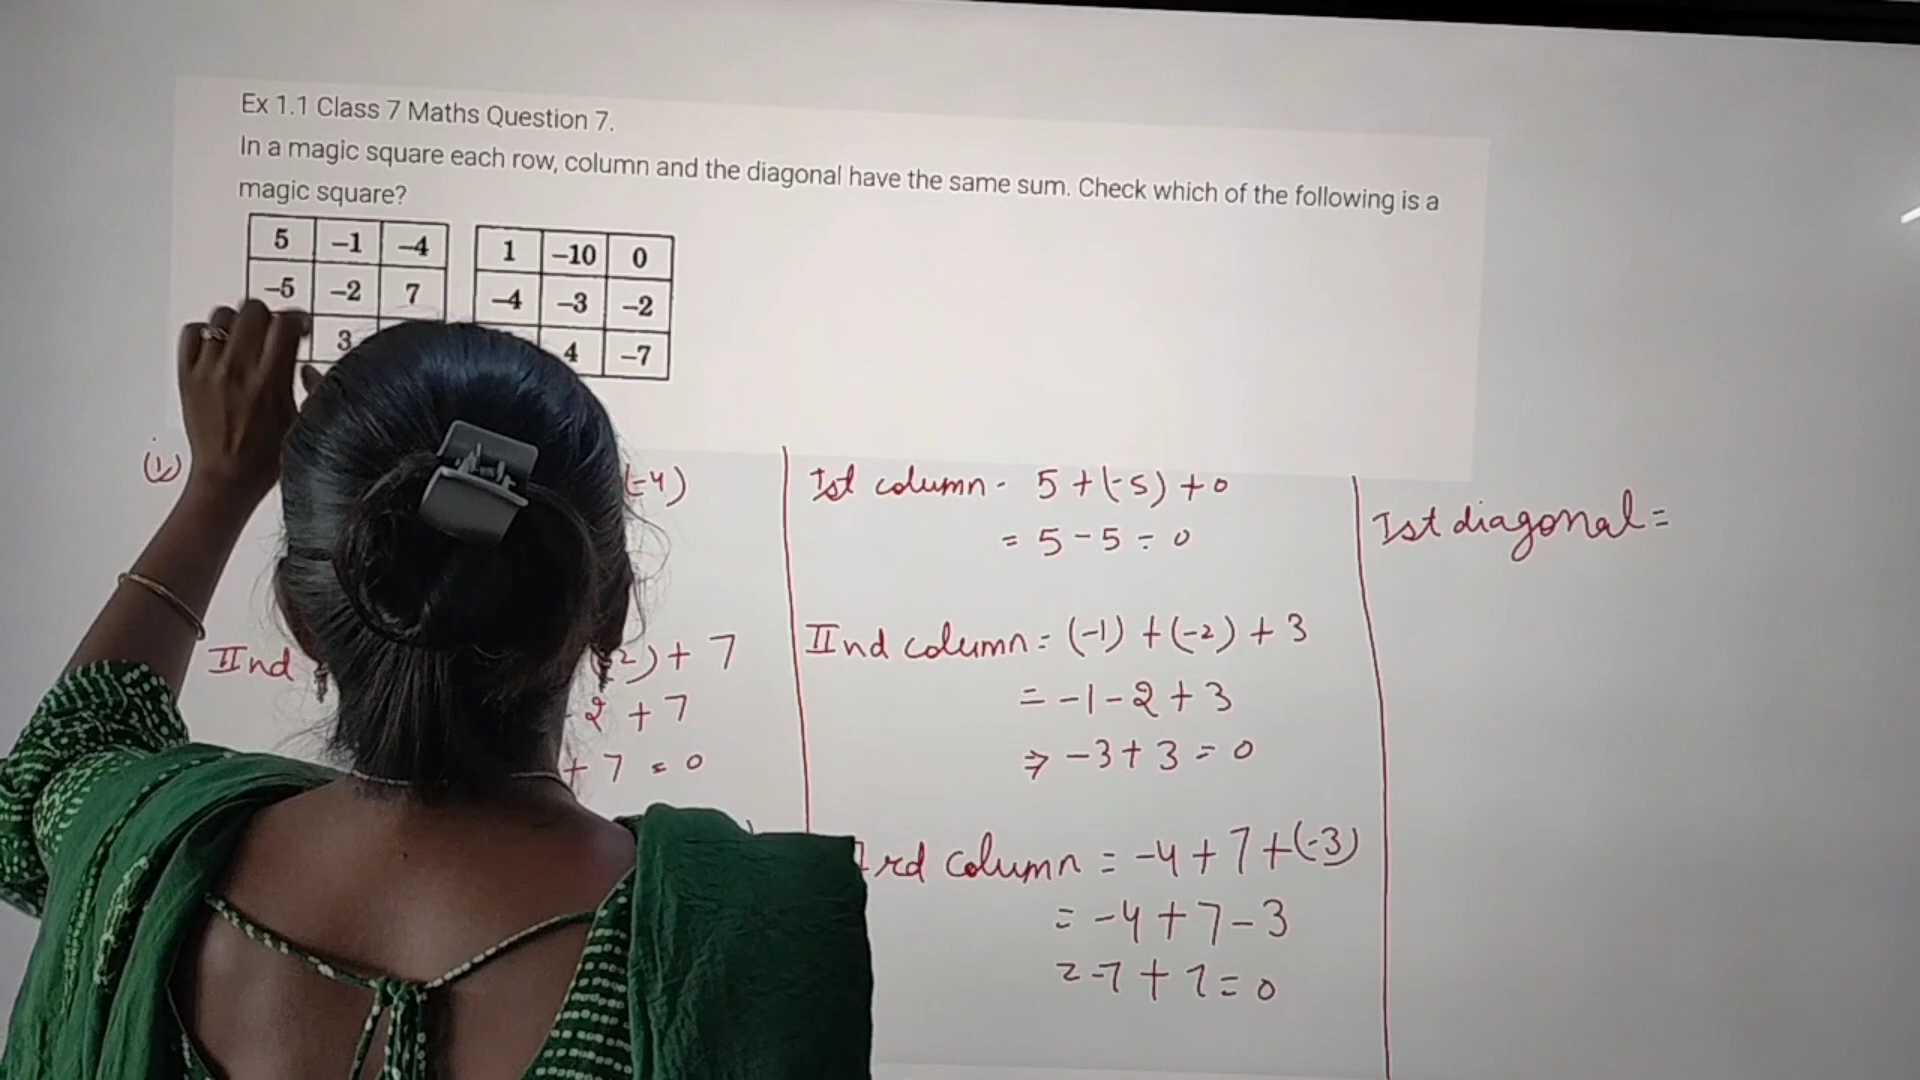 Ex 1.1 Class 7 Maths Question 7.
In a magic square each row, column and the diagonal have the same sum. Check which of the following is a
magic square?
5 -1 -4
-5 -2 7
3
1 -10 0
-4 -3 -2
4 -7
(i)
(-4)
IInd
2)+ 7
- 2 + 7
+ 7 = 0
Ist column - 5 + (-5) + 0
= 5 - 5 = 0
IInd column = (-1) + (-2) + 3
= -1 - 2 + 3
⇒ -3 + 3 = 0
rd column = -4 + 7 + (-3)
= -4 + 7 - 3
= -7 + 7 = 0
Ist diagonal =